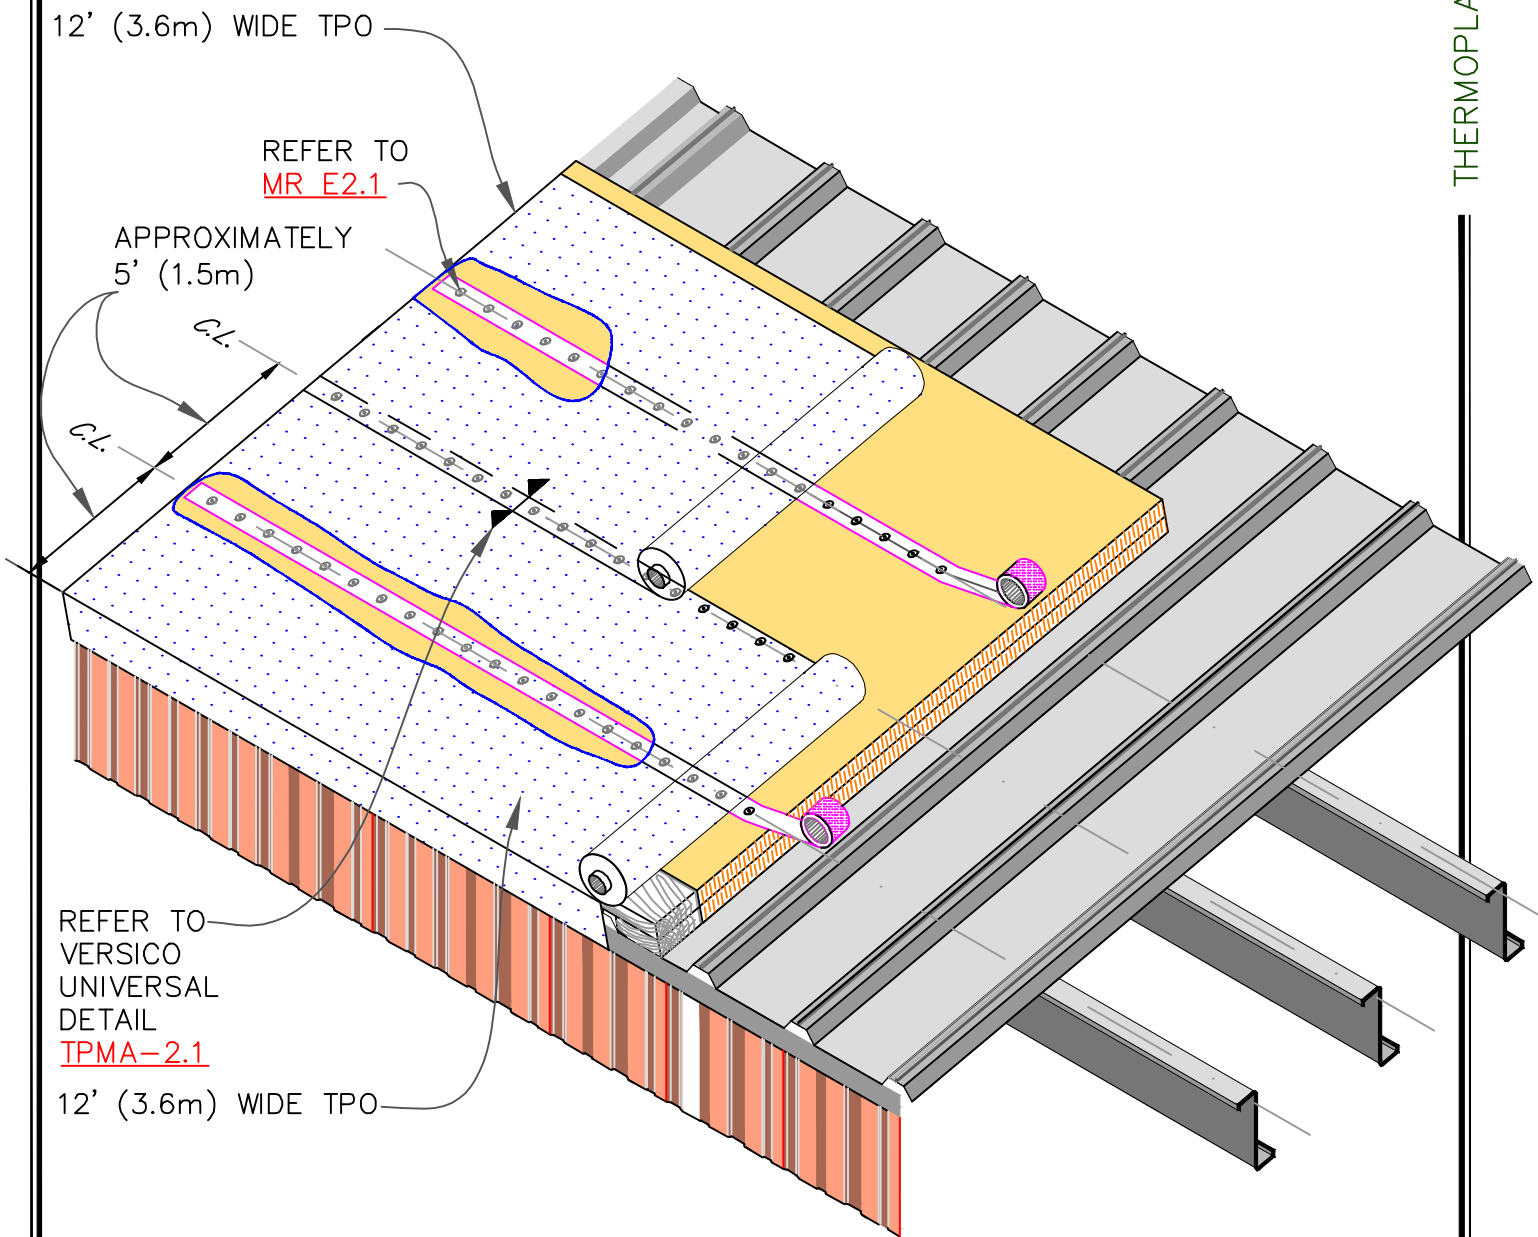 12' (3.6m) WIDE TPO
REFER TO
MR E2.1
APPROXIMATELY
5' (1.5m)
C.L.
C.L.
REFER TO
VERSICO
UNIVERSAL
DETAIL
TPMA-2.1
12' (3.6m) WIDE TPO
THERMOPLA